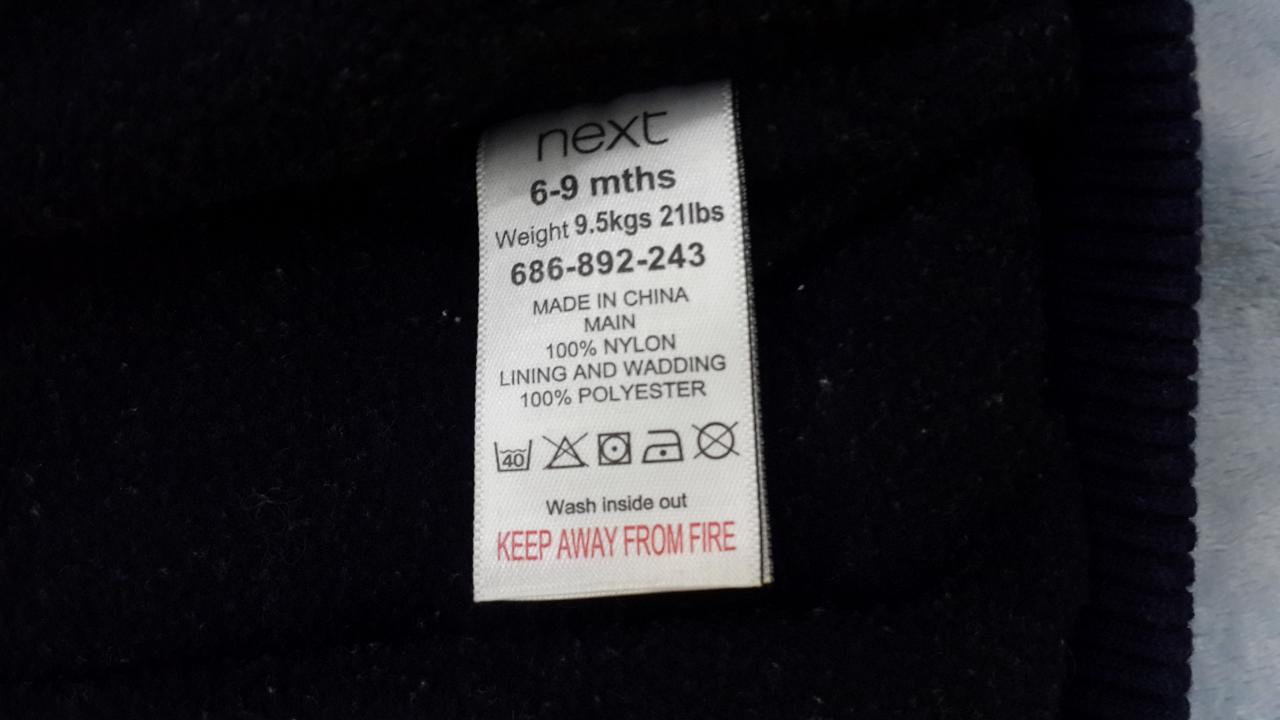 next
6-9 mths
Weight 9.5kgs 21lbs
686-892-243
MADE IN CHINA
MAIN
100% NYLON
LINING AND WADDING
100% POLYESTER
40
Wash inside out
KEEP AWAY FROM FIRE